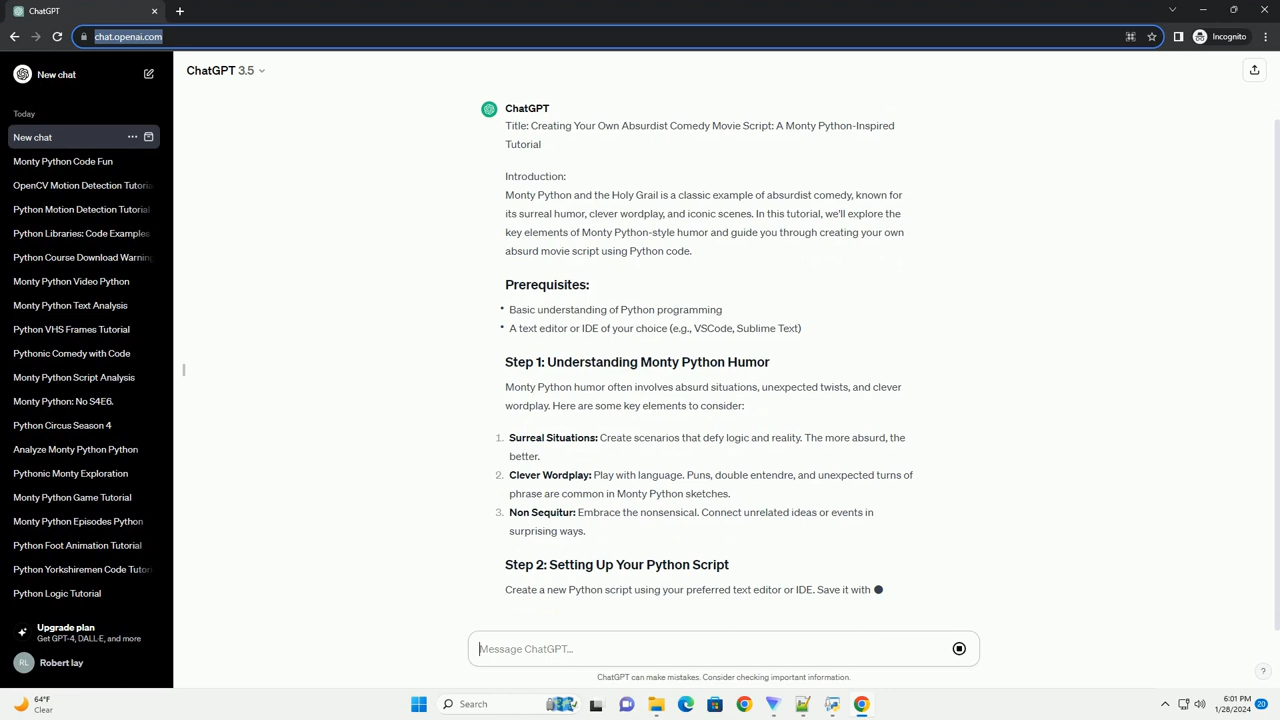 ChatGPT
chat.openai.com
Incognito
New chat
Today
New chat
Monty Python Code Fun
OpenCV Motion Detection Tutoria
Python Motion Detection Tutorial
Python Libraries: Code Examples
Python Course Download Warning
Monty Python Video Python
Monty Python Text Analysis
Python VHS Frames Tutorial
Pythonic Comedy with Code
Monty Python Script Analysis
Monty Python: No S4E6.
Python Circus Season 4
Analyze Monty Python Python
Pythonic Monty Exploration
Monty Python Game Tutorial
Monty Python Episodes Python
Python Foot Animation Tutorial
Python Yorkshiremen Code Tutori
Python Logic Tutorial
Upgrade plan
Get GPT-4, DALL·E, and more
RL Robert lay
ChatGPT 3.5
ChatGPT
Title: Creating Your Own Absurdist Comedy Movie Script: A Monty Python-Inspired
Tutorial
Introduction:
Monty Python and the Holy Grail is a classic example of absurdist comedy, known for
its surreal humor, clever wordplay, and iconic scenes. In this tutorial, we'll explore the
key elements of Monty Python-style humor and guide you through creating your own
absurd movie script using Python code.
Prerequisites:
• Basic understanding of Python programming
• A text editor or IDE of your choice (e.g., VSCode, Sublime Text)
Step 1: Understanding Monty Python Humor
Monty Python humor often involves absurd situations, unexpected twists, and clever
wordplay. Here are some key elements to consider:
1. Surreal Situations: Create scenarios that defy logic and reality. The more absurd, the
better.
2. Clever Wordplay: Play with language. Puns, double entendre, and unexpected turns of
phrase are common in Monty Python sketches.
3. Non Sequitur: Embrace the nonsensical. Connect unrelated ideas or events in
surprising ways.
Step 2: Setting Up Your Python Script
Create a new Python script using your preferred text editor or IDE. Save it with
Message ChatGPT...
ChatGPT can make mistakes. Consider checking important information.
?
64°F
Clear
Search
6:01 PM
1/28/2024
20